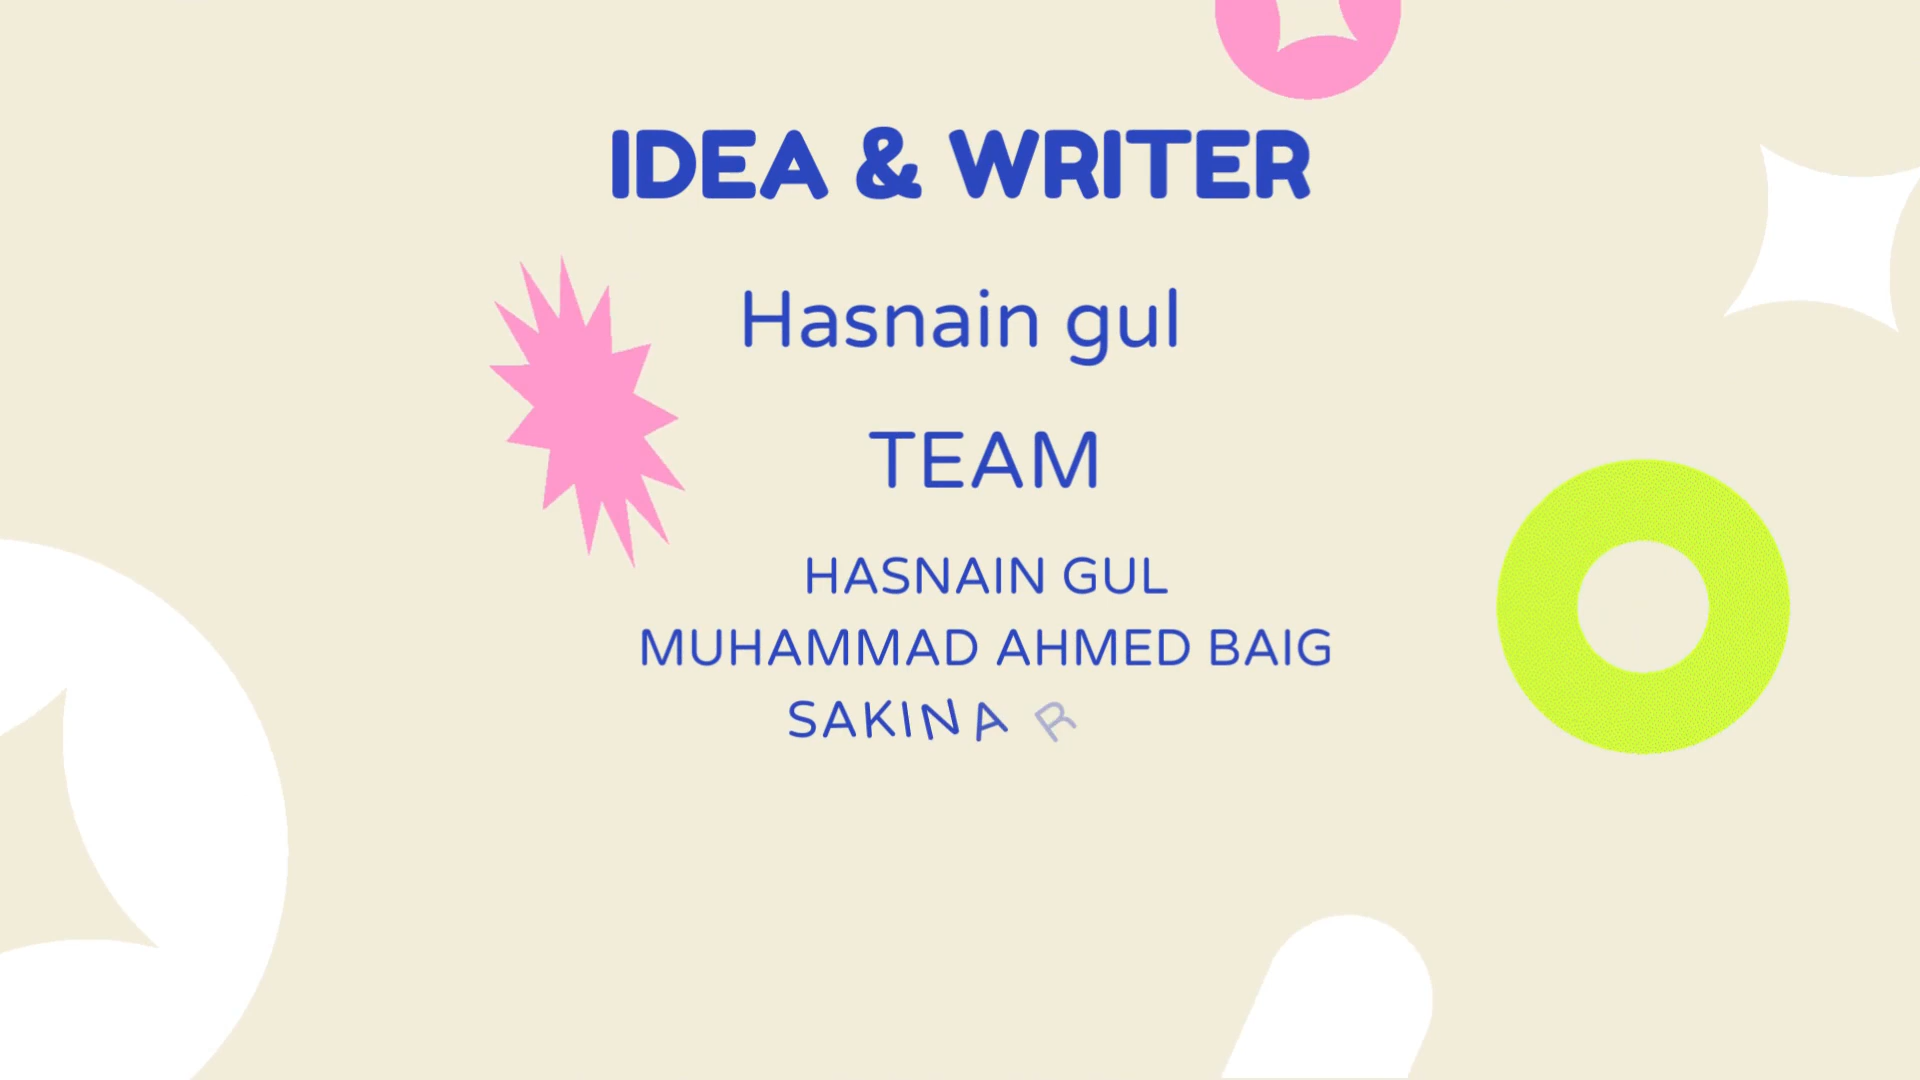 IDEA & WRITER
Hasnain gul
TEAM
HASNAIN GUL
MUHAMMAD AHMED BAIG
SAKINA R